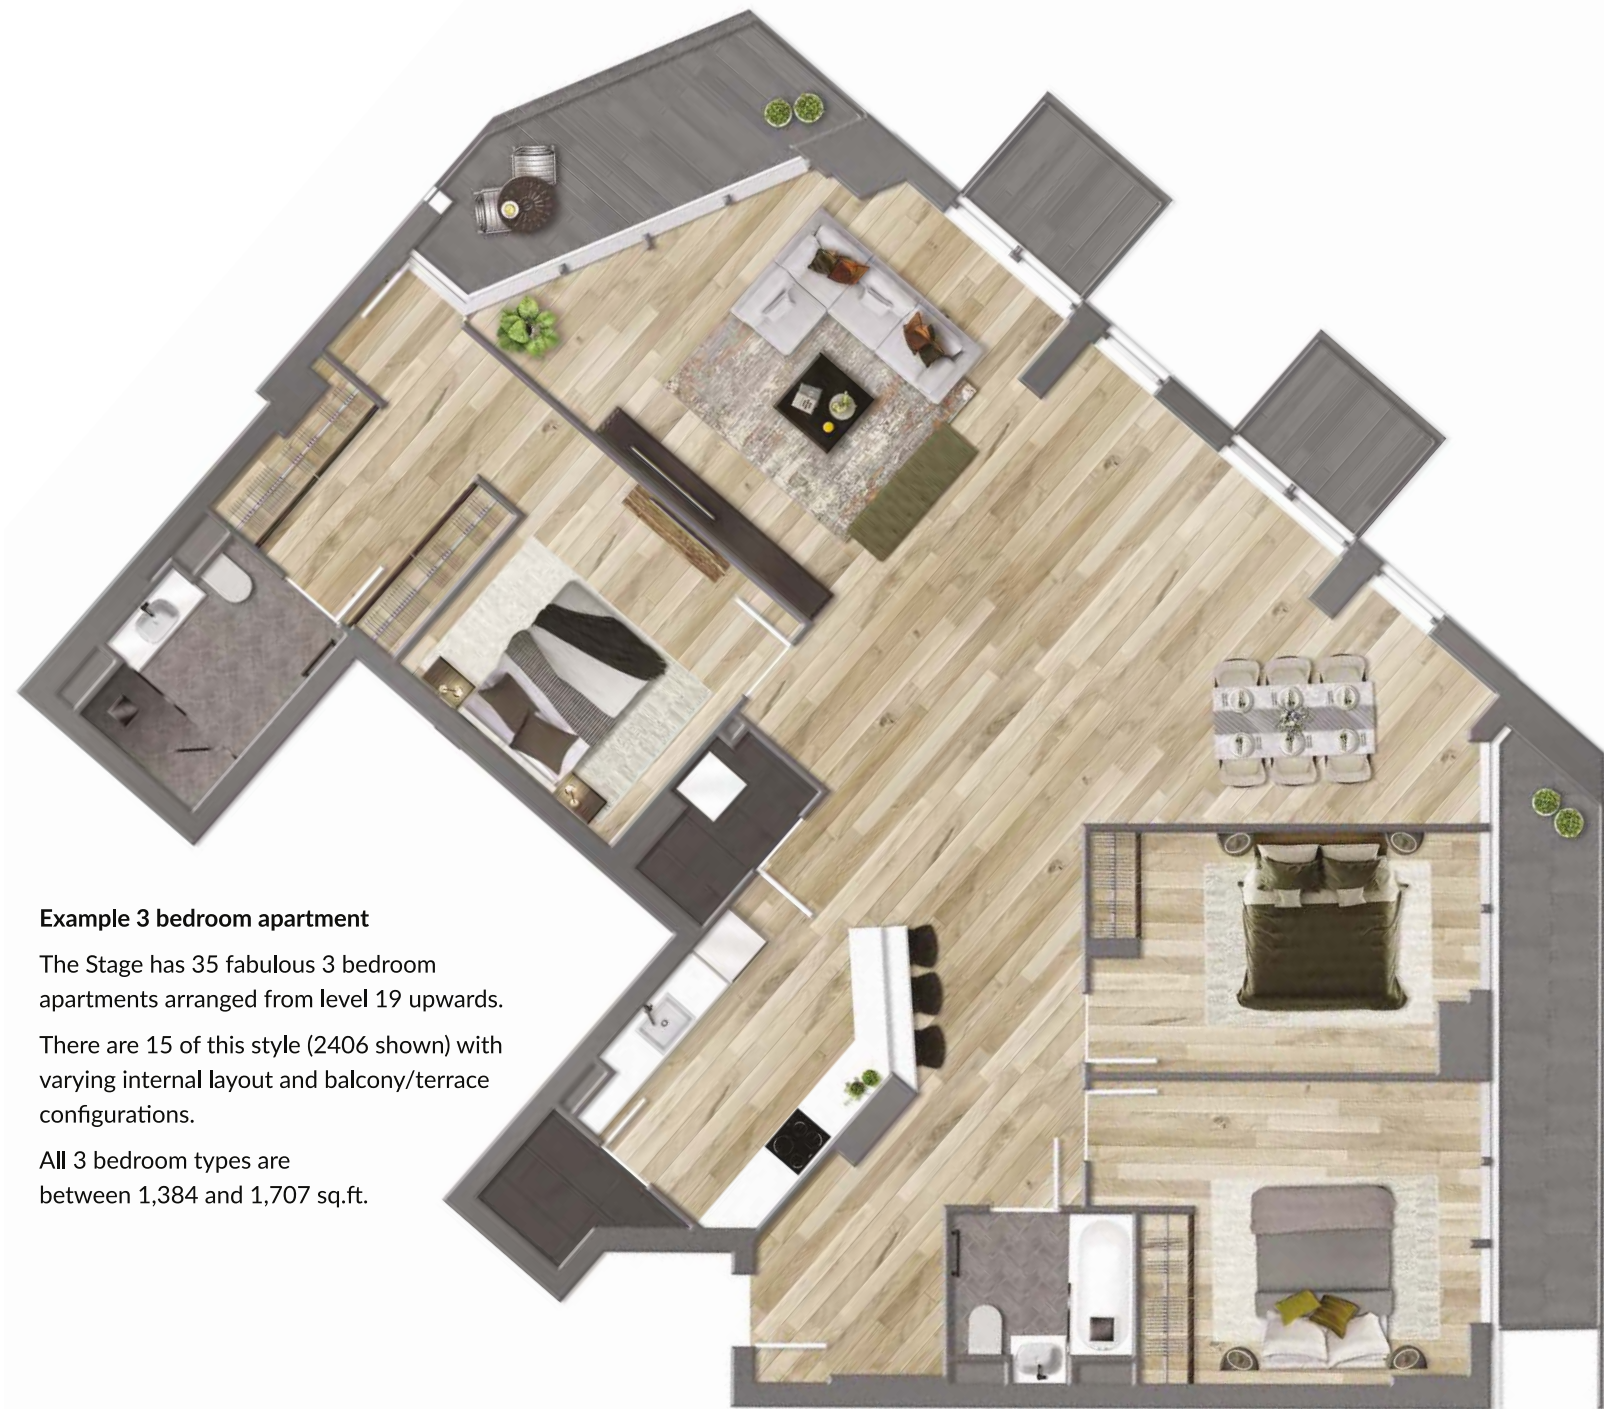 Example 3 bedroom apartment
The Stage has 35 fabulous 3 bedroom
apartments arranged from level 19 upwards.
There are 15 of this style (2406 shown) with
varying internal layout and balcony/terrace
configurations.
All 3 bedroom types are
between 1,384 and 1,707 sq.ft.